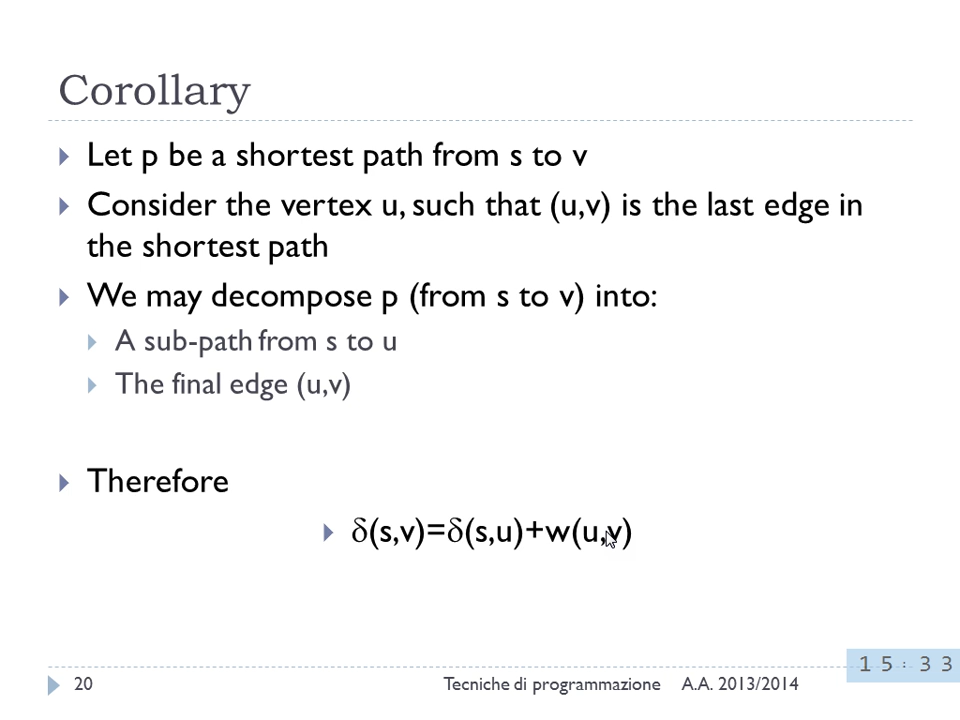 Corollary
Let p be a shortest path from s to v
Consider the vertex u, such that (u,v) is the last edge in
the shortest path
We may decompose p (from s to v) into:
A sub-path from s to u
The final edge (u,v)
Therefore
δ(s,v)=δ(s,u)+w(u,v)
20 Tecniche di programmazione A.A. 2013/2014
15:33